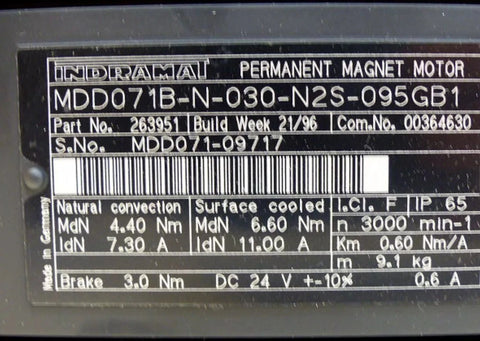 INDRAMAT PERMANENT MAGNET MOTOR
MDD071B-N-030-N2S-095GB1
Part No. 263951 Build Week 21/96 Com.No. 00364630
S.No. MDD071-09717
Natural convection Surface cooled I.Cl. F IP 65
MdN 4.40 Nm MdN 6.60 Nm n 3000 min-1
IdN 7.30 A IdN 11.00 A Km 0.60 Nm/A
m 9.1 kg
Brake 3.0 Nm DC 24 V +-10% 0.6 A
Made in Germany